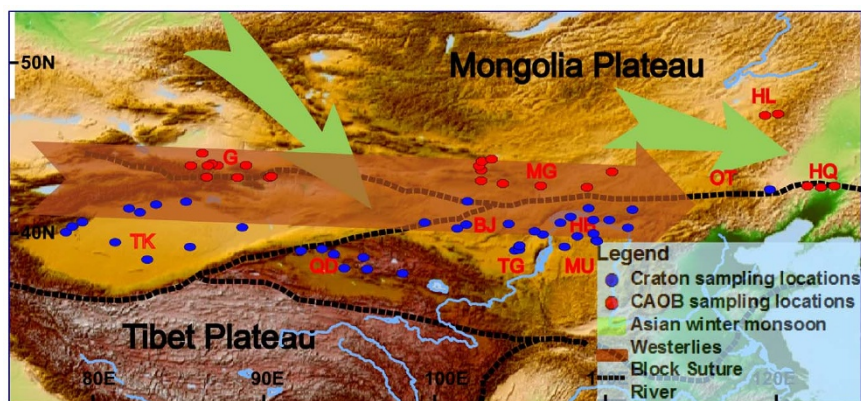 50N
Mongolia Plateau
HL
G
MG
OT
HQ
40N
TK
BJ
HB
QD
TG
MU
Legend
Craton sampling locations
CAOB sampling locations
Asian winter monsoon
Westerlies
Block Suture
River
Tibet Plateau
80E
90E
100E
120E